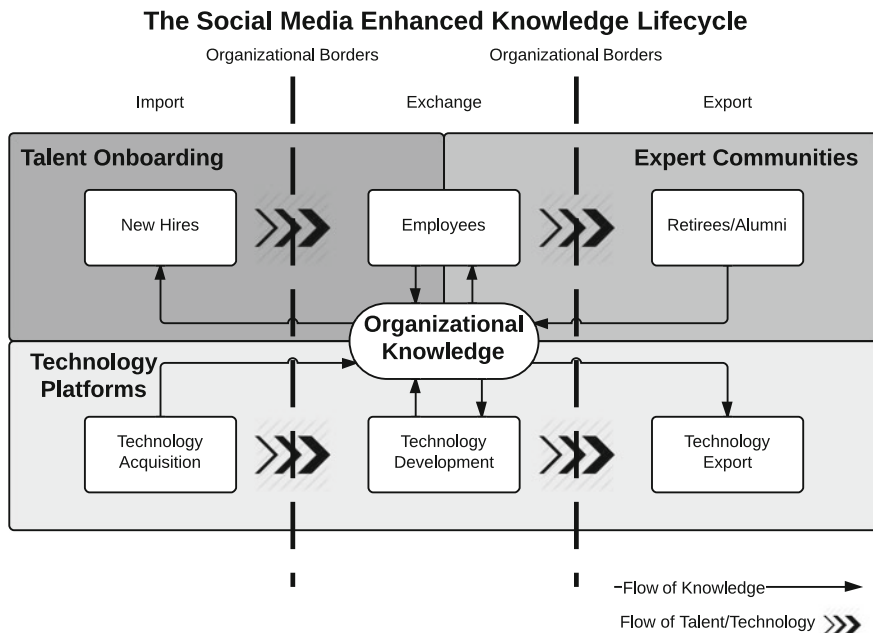 The Social Media Enhanced Knowledge Lifecycle
Organizational Borders
Organizational Borders
Import
Exchange
Export
Talent Onboarding
Expert Communities
New Hires
Employees
Retirees/Alumni
Organizational
Knowledge
Technology
Platforms
Technology
Acquisition
Technology
Development
Technology
Export
Flow of Knowledge
Flow of Talent/Technology